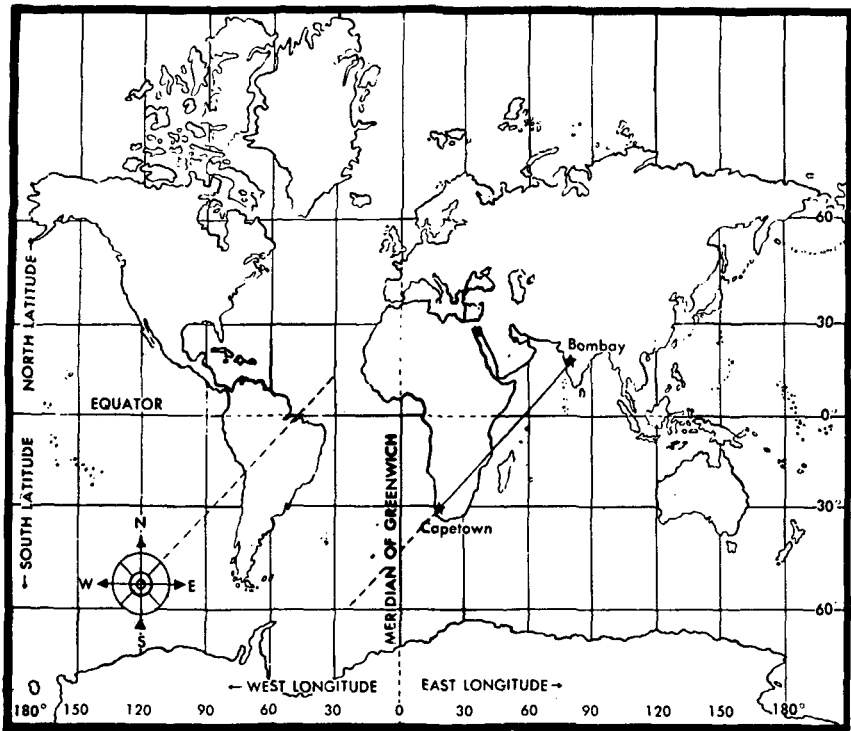 60
NORTH LATITUDE→
30
Bombay
EQUATOR
0°
←SOUTH LATITUDE
MERIDIAN OF GREENWICH
30
Capetown
N
W E
S
60
←WEST LONGITUDE EAST LONGITUDE→
180° 150 120 90 60 30 0 30 60 90 120 150 180°